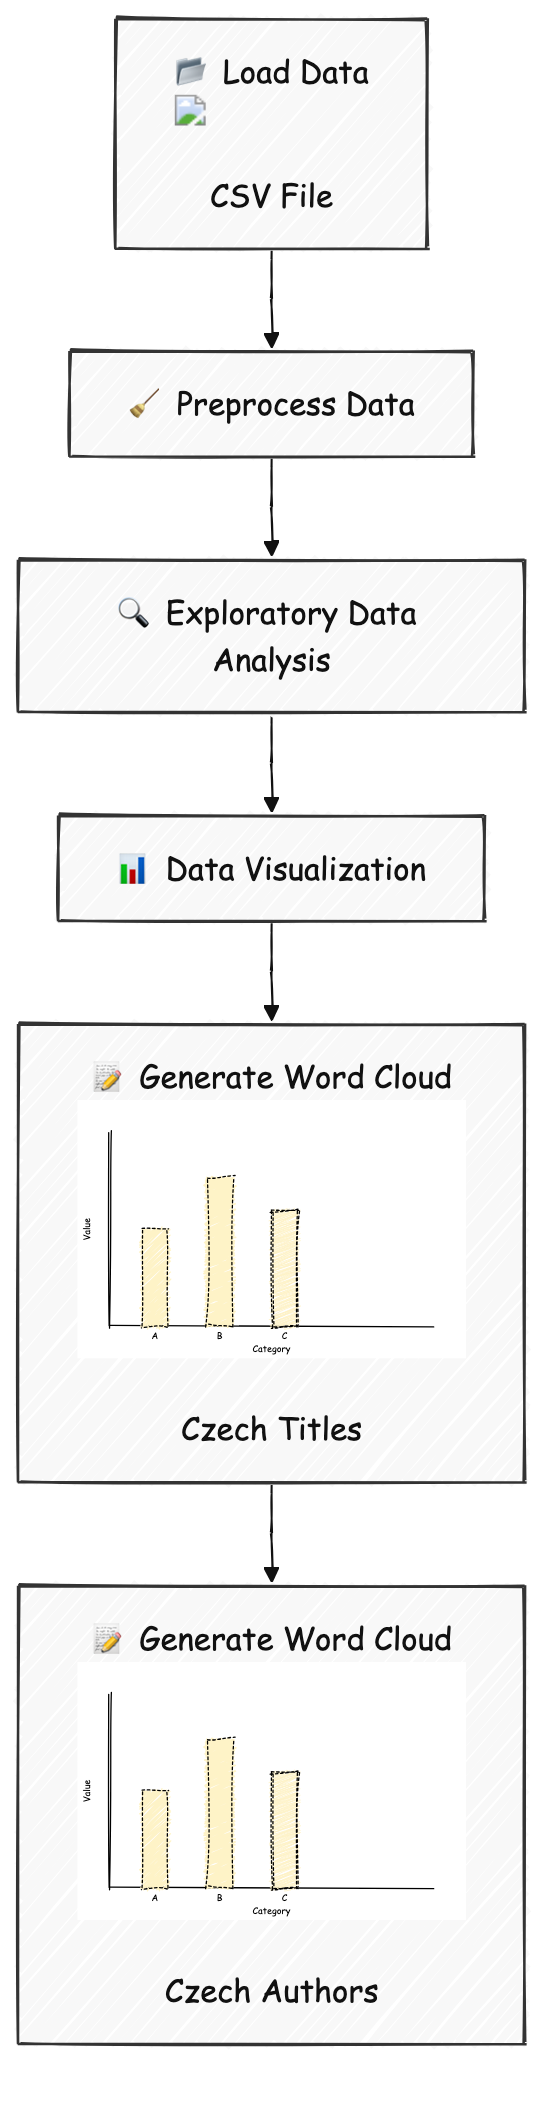 Load Data
CSV File
Preprocess Data
Exploratory Data
Analysis
Data Visualization
Generate Word Cloud
Value
A B C
Category
Czech Titles
Generate Word Cloud
Value
A B C
Category
Czech Authors